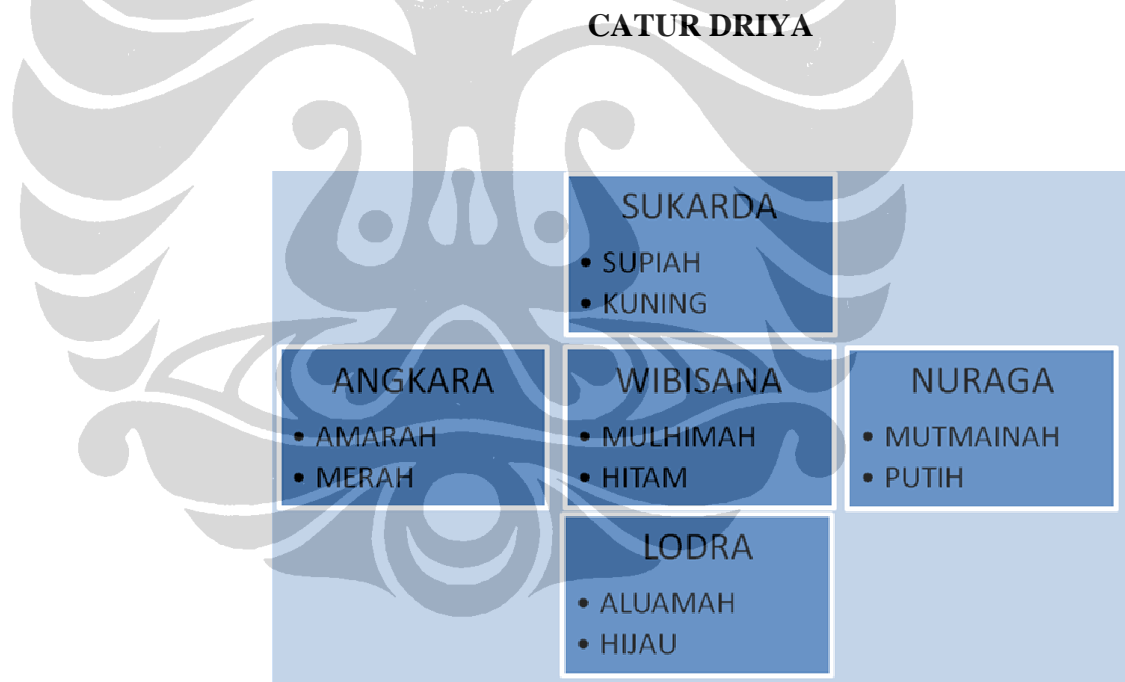 CATUR DRIYA
SUKARDA
• SUPIAH
• KUNING
ANGKARA
• AMARAH
• MERAH
WIBISANA
• MULHIMAH
• HITAM
NURAGA
• MUTMAINAH
• PUTIH
LODRA
• ALUAMAH
• HIJAU